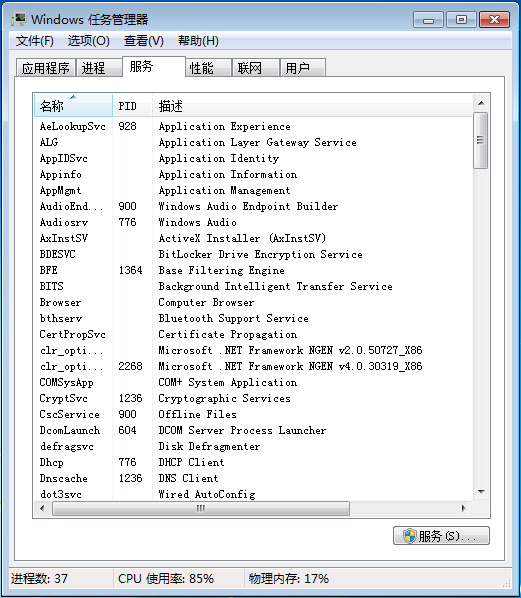 Windows 任务管理器
文件(F) 选项(O) 查看(V) 帮助(H)
应用程序 进程 服务 性能 联网 用户
名称 PID 描述
AeLookupSvc 928 Application Experience
ALG Application Layer Gateway Service
AppIDSvc Application Identity
Appinfo Application Information
AppMgmt Application Management
AudioEnd... 900 Windows Audio Endpoint Builder
Audiosrv 776 Windows Audio
AxInstSV ActiveX Installer (AxInstSV)
BDESVC BitLocker Drive Encryption Service
BFE 1364 Base Filtering Engine
BITS Background Intelligent Transfer Service
Browser Computer Browser
bthserv Bluetooth Support Service
CertPropSvc Certificate Propagation
clr_opti... Microsoft .NET Framework NGEN v2.0.50727_X86
clr_opti... 2268 Microsoft .NET Framework NGEN v4.0.30319_X86
COMSysApp COM+ System Application
CryptSvc 1236 Cryptographic Services
CscService 900 Offline Files
DcomLaunch 604 DCOM Server Process Launcher
defragsvc Disk Defragmenter
Dhcp 776 DHCP Client
Dnscache 1236 DNS Client
dot3svc Wired AutoConfig
服务(S)...
进程数: 37 CPU 使用率: 85% 物理内存: 17%